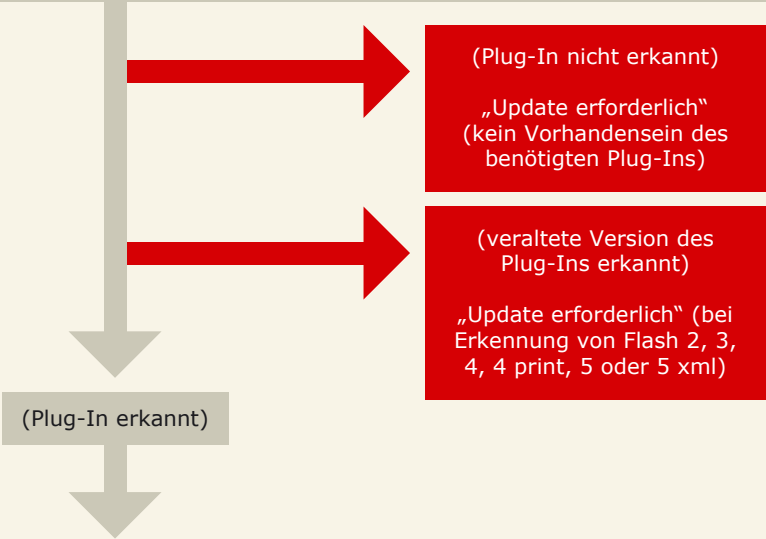 (Plug-In nicht erkannt)
„Update erforderlich“
(kein Vorhandensein des
benötigten Plug-Ins)
(veraltete Version des
Plug-Ins erkannt)
„Update erforderlich“ (bei
Erkennung von Flash 2, 3,
4, 4 print, 5 oder 5 xml)
(Plug-In erkannt)